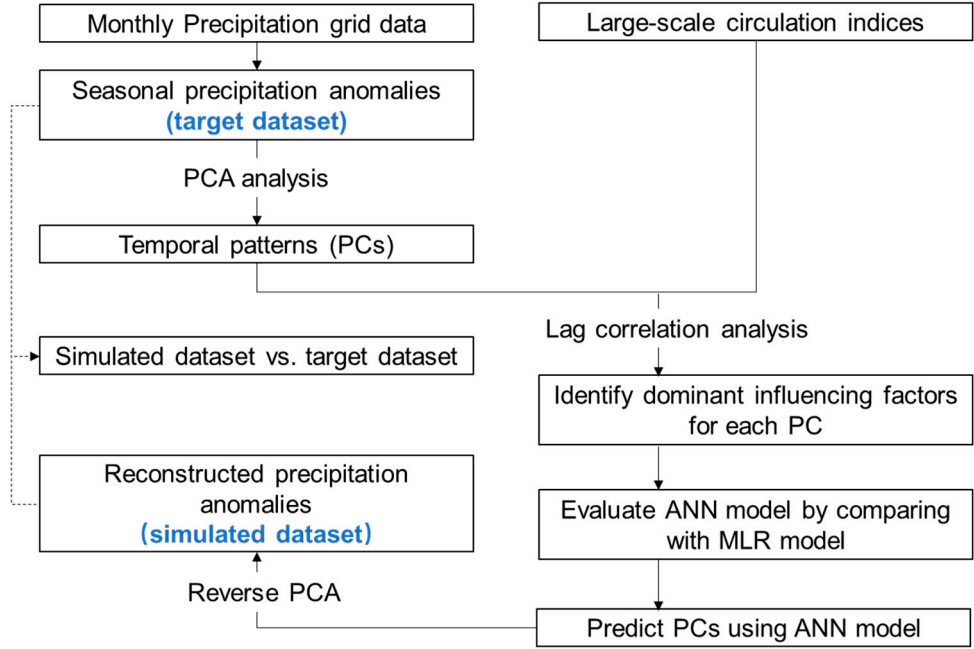 Monthly Precipitation grid data
Large-scale circulation indices
Seasonal precipitation anomalies
(target dataset)
PCA analysis
Temporal patterns (PCs)
Lag correlation analysis
Simulated dataset vs. target dataset
Identify dominant influencing factors
for each PC
Reconstructed precipitation
anomalies
(simulated dataset)
Evaluate ANN model by comparing
with MLR model
Reverse PCA
Predict PCs using ANN model